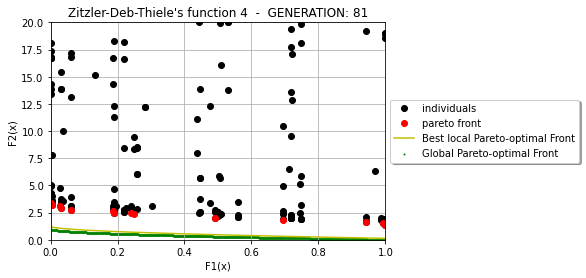 Zitzler-Deb-Thiele's function 4 - GENERATION: 81
20.0
17.5
15.0
12.5
10.0
7.5
5.0
2.5
0.0
F2(x)
0.0 0.2 0.4 0.6 0.8 1.0
F1(x)
individuals
pareto front
Best local Pareto-optimal Front
Global Pareto-optimal Front